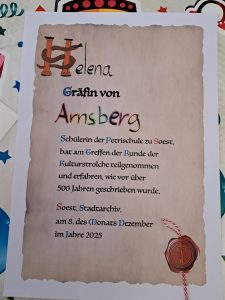 Helena
Gräfin von
Arnsberg
Schülerin der Petrischule zu Soest,
hat am Treffen der Runde der
Kulturstrolche teilgenommen
und erfahren, wie vor über
500 Jahren geschrieben wurde.
Soest, Stadtarchiv,
am 8. des Monats Dezember
im Jahre 2025